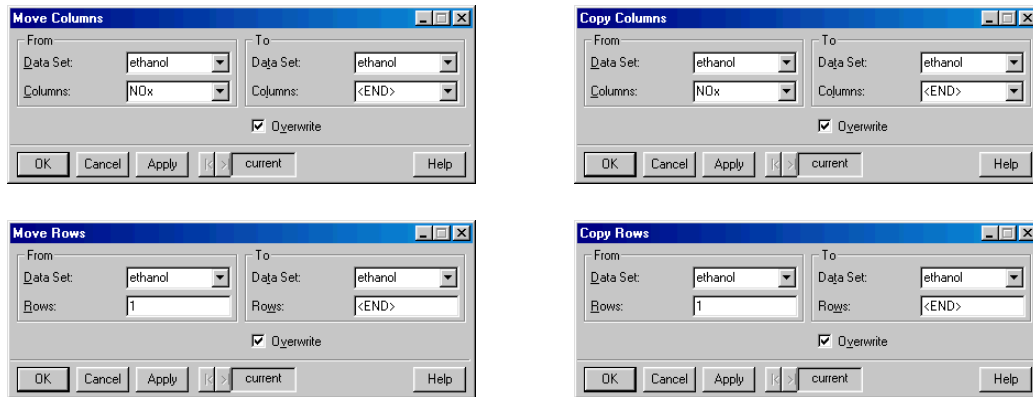 Move Columns
From
To
Data Set: ethanol
Data Set: ethanol
Columns: NOx
Columns: <END>
Overwrite
OK Cancel Apply current Help
Copy Columns
From
To
Data Set: ethanol
Data Set: ethanol
Columns: NOx
Columns: <END>
Overwrite
OK Cancel Apply current Help
Move Rows
From
To
Data Set: ethanol
Data Set: ethanol
Rows: 1
Rows: <END>
Overwrite
OK Cancel Apply current Help
Copy Rows
From
To
Data Set: ethanol
Data Set: ethanol
Rows: 1
Rows: <END>
Overwrite
OK Cancel Apply current Help